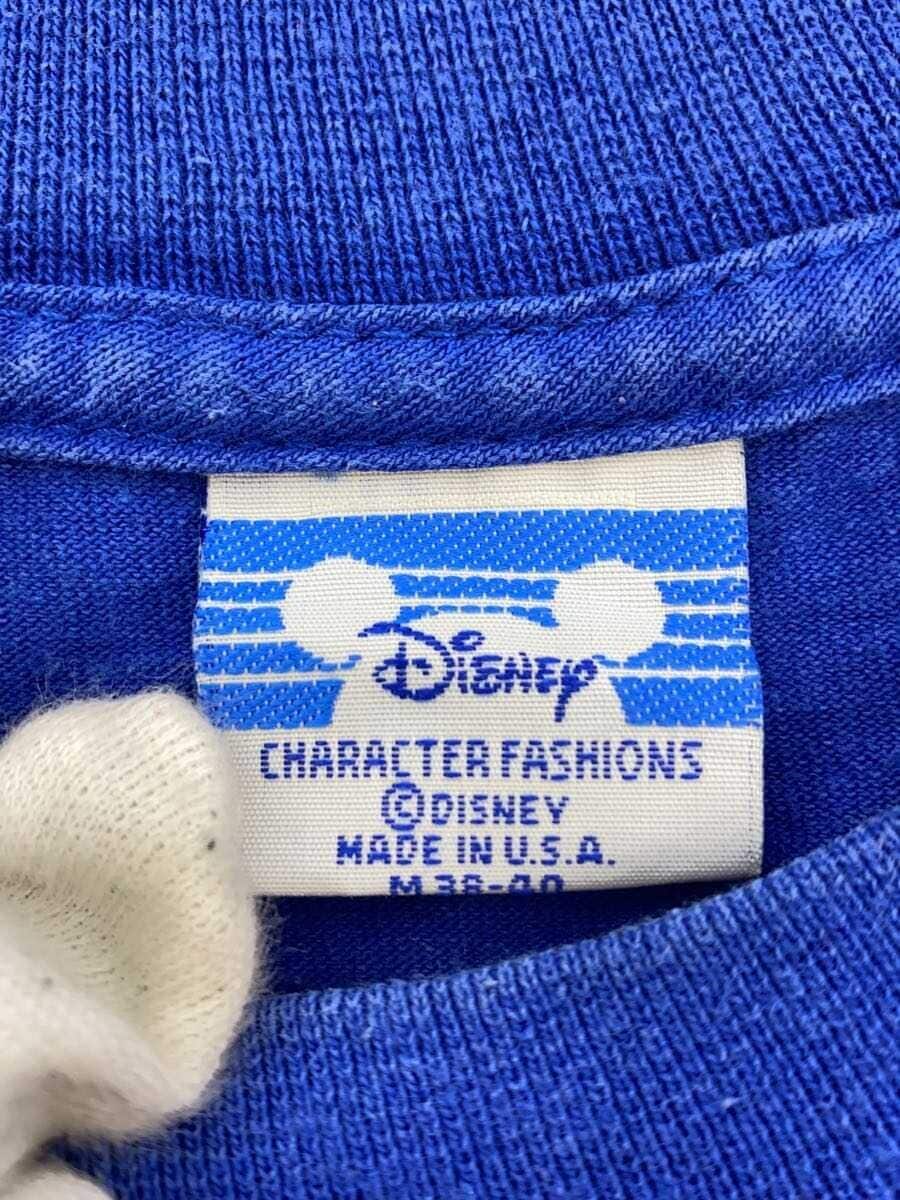 Disney
CHARACTER FASHIONS
©DISNEY
MADE IN U.S.A.
M 38-40